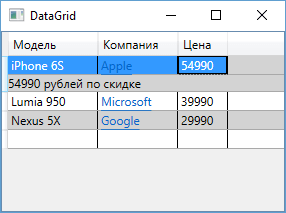 DataGrid
Модель Компания Цена
iPhone 6S Apple 54990
54990 рублей по скидке
Lumia 950 Microsoft 39990
Nexus 5X Google 29990